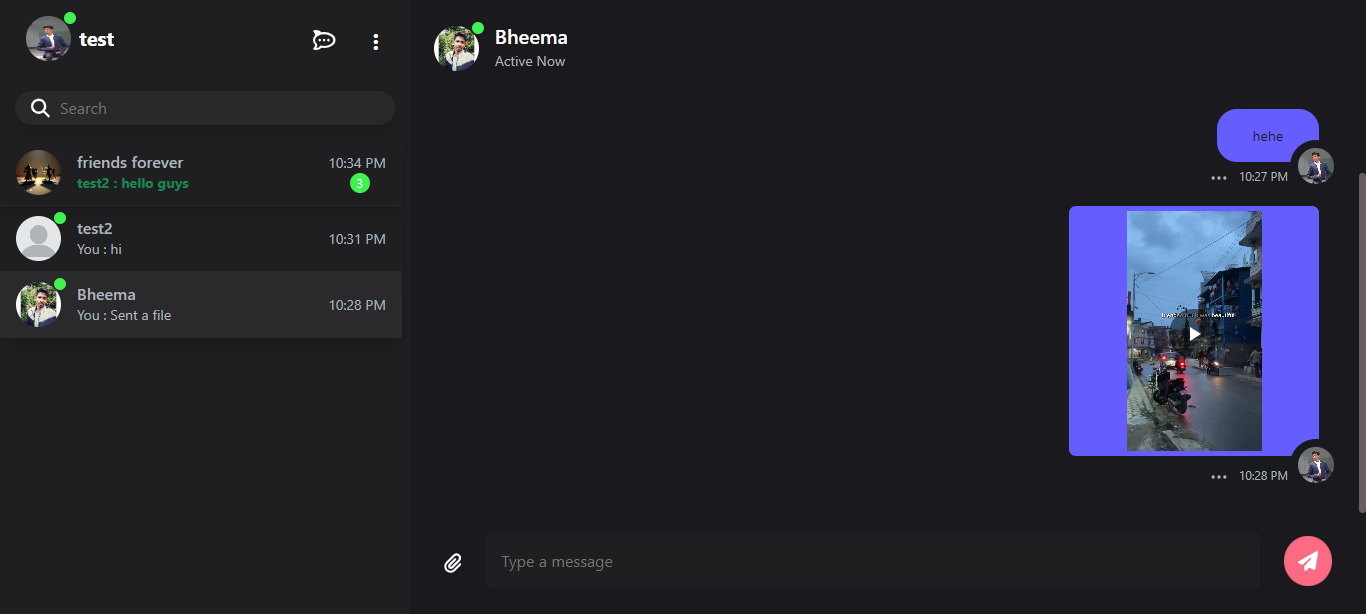 test
Search
friends forever
10:34 PM
test2 : hello guys
3
test2
10:31 PM
You : hi
Bheema
10:28 PM
You : Sent a file
Bheema
Active Now
hehe
10:27 PM
beautiful
10:28 PM
Type a message